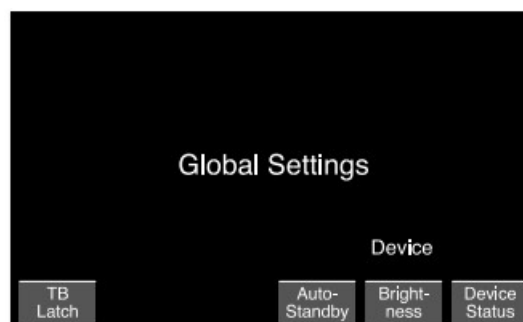 Global Settings
Device
TB
Latch
Auto-
Standby
Bright-
ness
Device
Status